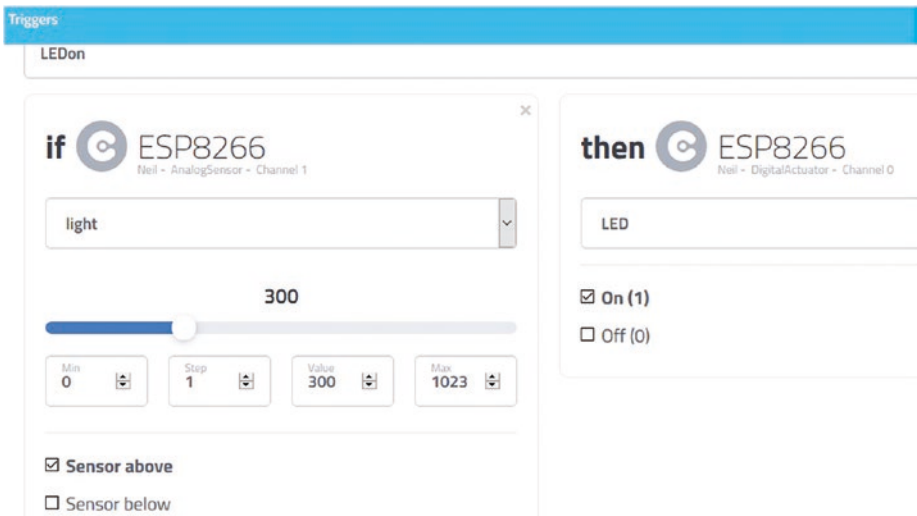 Triggers
LEDon
if ESP8266
Neil - AnalogSensor - Channel 1
light
300
Min Step Value Max
0 1 300 1023
Sensor above
Sensor below
then ESP8266
Neil - DigitalActuator - Channel 0
LED
On (1)
Off (0)